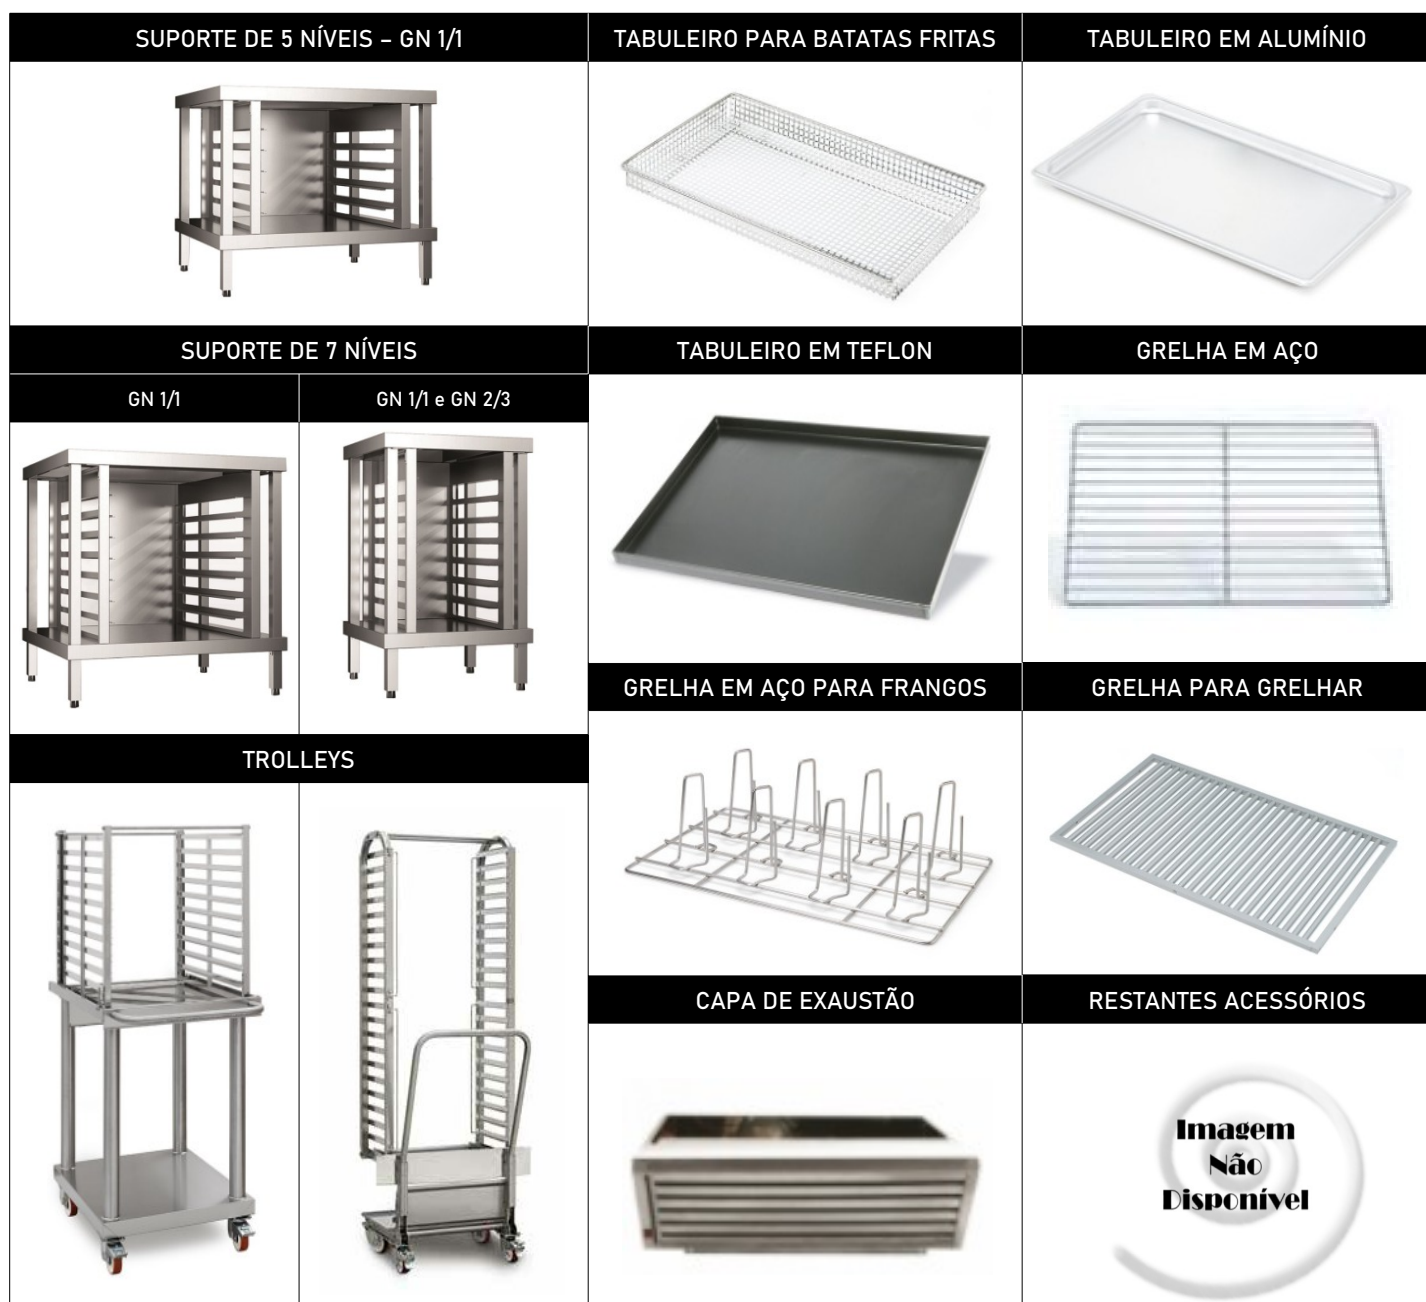 SUPORTE DE 5 NÍVEIS – GN 1/1
TABULEIRO PARA BATATAS FRITAS
TABULEIRO EM ALUMÍNIO
SUPORTE DE 7 NÍVEIS
TABULEIRO EM TEFLON
GRELHA EM AÇO
GN 1/1
GN 1/1 e GN 2/3
GRELHA EM AÇO PARA FRANGOS
GRELHA PARA GRELHAR
TROLLEYS
CAPA DE EXAUSTÃO
RESTANTES ACESSÓRIOS
Imagem
Não
Disponível